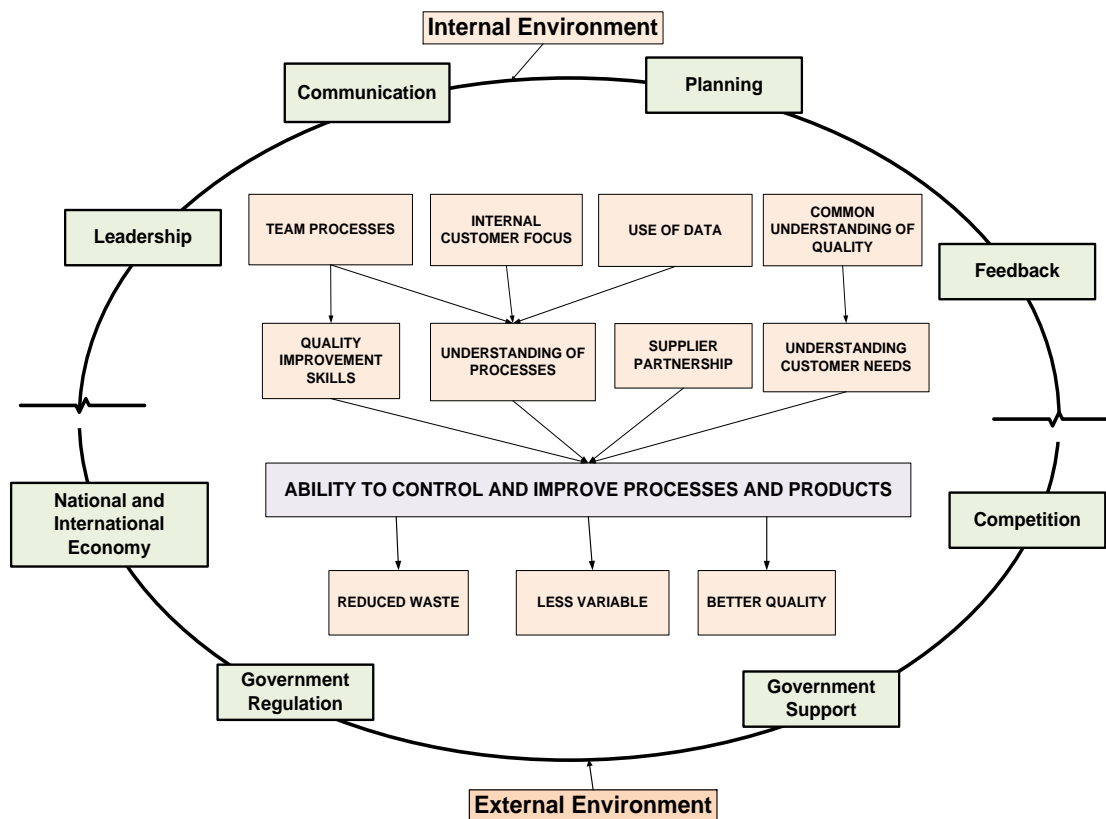 Internal Environment
Communication
Planning
Leadership
TEAM PROCESSES
INTERNAL
CUSTOMER FOCUS
USE OF DATA
COMMON
UNDERSTANDING OF
QUALITY
Feedback
QUALITY
IMPROVEMENT
SKILLS
UNDERSTANDING OF
PROCESSES
SUPPLIER
PARTNERSHIP
UNDERSTANDING
CUSTOMER NEEDS
ABILITY TO CONTROL AND IMPROVE PROCESSES AND PRODUCTS
National and
International
Economy
Competition
REDUCED WASTE
LESS VARIABLE
BETTER QUALITY
Government
Regulation
Government
Support
External Environment